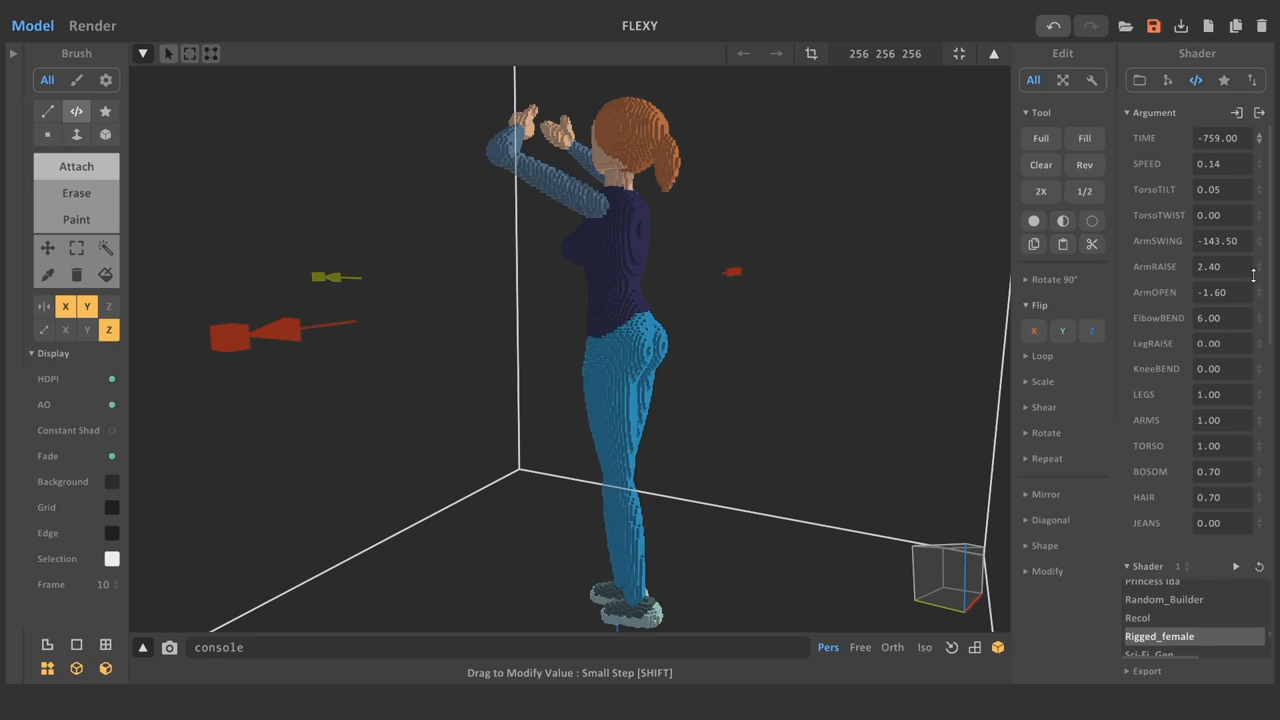 Model Render
FLEXY
Brush
256 256 256
Edit
Shader
All
All
Tool
Argument
Full Fill
TIME -759.00
Attach
Clear Rev
SPEED 0.14
Erase
2X 1/2
TorsoTILT 0.05
Paint
TorsoTWIST 0.00
ArmSWING -143.50
ArmRAISE 2.40
Rotate 90°
ArmOPEN -1.60
X Y Z
Flip
ElbowBEND 6.00
X Y Z
X Y Z
LegRAISE 0.00
Display
Loop
KneeBEND 0.00
HDPI
Scale
LEGS 1.00
AO
Shear
ARMS 1.00
Constant Shad
Rotate
TORSO 1.00
Fade
Repeat
BOSOM 0.70
Background
Mirror
HAIR 0.70
Grid
Diagonal
JEANS 0.00
Edge
Shape
Shader 1
Selection
Modify
Princess Ida
Frame 10
Random_Builder
Recol
Rigged_female
Sci-Fi_Gen
console
Pers Free Orth Iso
Export
Drag to Modify Value : Small Step [SHIFT]